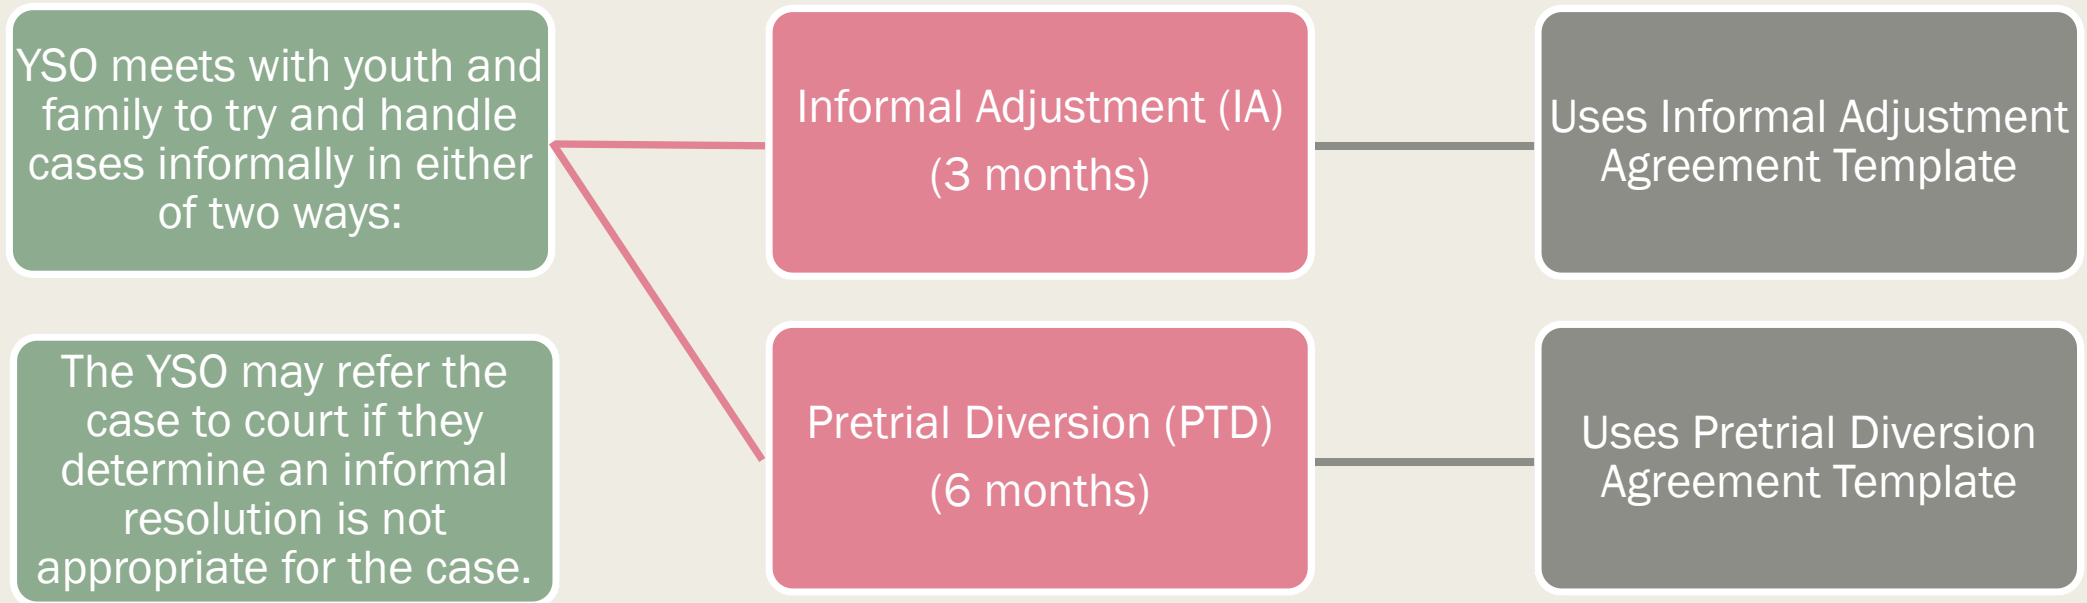 YSO meets with youth and
family to try and handle
cases informally in either
of two ways:
Informal Adjustment (IA)
(3 months)
Uses Informal Adjustment
Agreement Template
The YSO may refer the
case to court if they
determine an informal
resolution is not
appropriate for the case.
Pretrial Diversion (PTD)
(6 months)
Uses Pretrial Diversion
Agreement Template